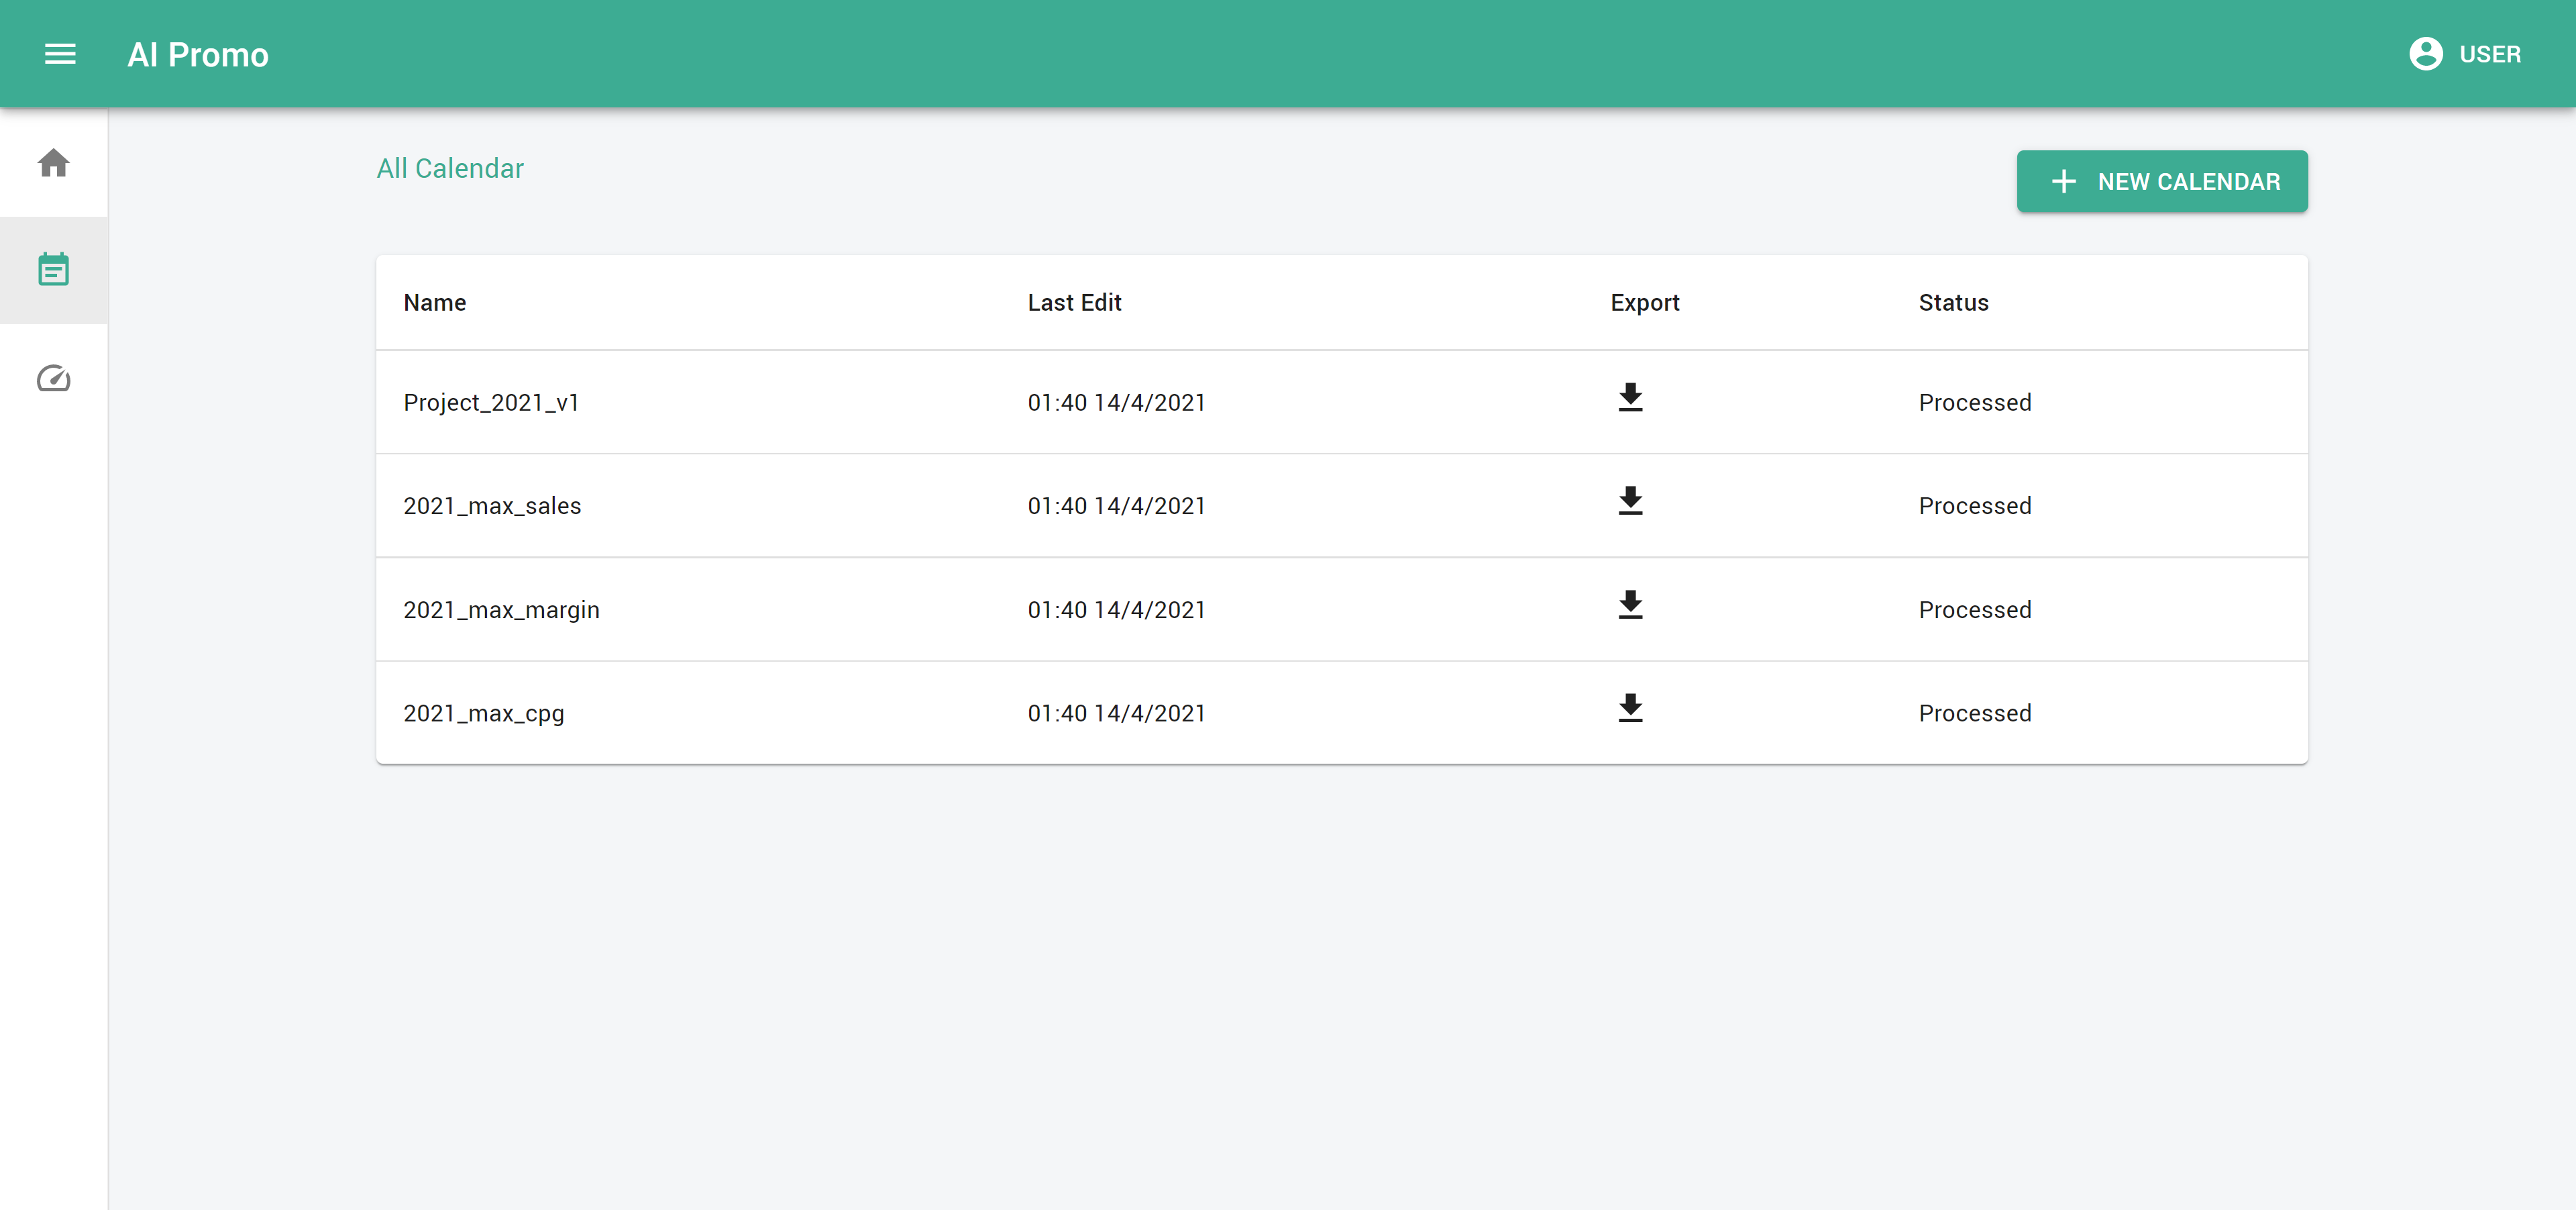 AI Promo
USER
All Calendar
NEW CALENDAR
Name Last Edit Export Status
Project_2021_v1 01:40 14/4/2021 Processed
2021_max_sales 01:40 14/4/2021 Processed
2021_max_margin 01:40 14/4/2021 Processed
2021_max_cpg 01:40 14/4/2021 Processed